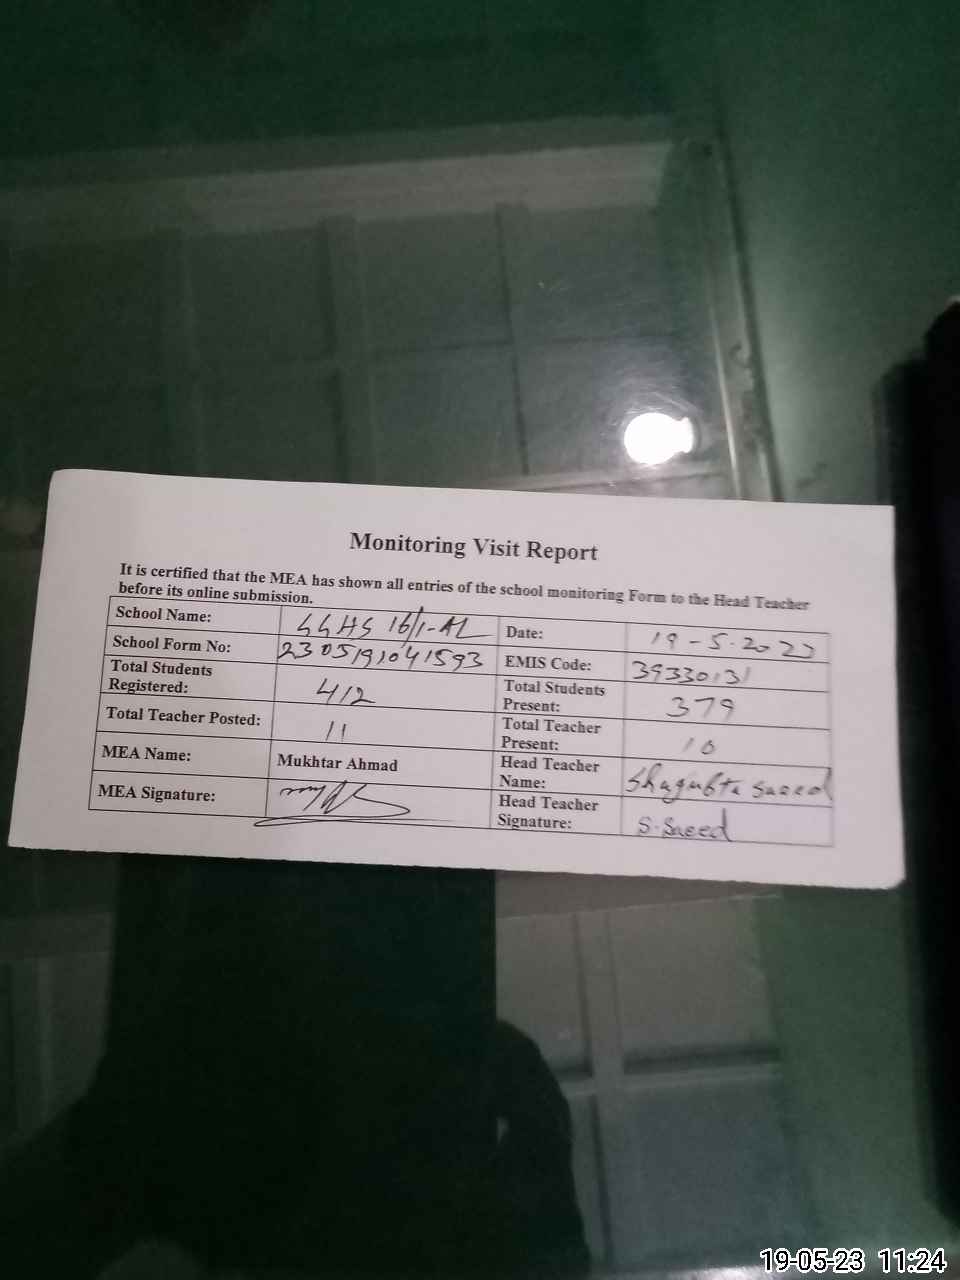 Monitoring Visit Report
It is certified that the MEA has shown all entries of the school monitoring Form to the Head Teacher
before its online submission.
School Name: GGHS 16/1-AL Date: 19-5-2023
School Form No: 2305191041593 EMIS Code: 39330131
Total Students Registered: 412 Total Students Present: 379
Total Teacher Posted: 11 Total Teacher Present: 10
MEA Name: Mukhtar Ahmad Head Teacher Name: Shagufta Saeed
MEA Signature: Head Teacher Signature: S-Saeed
19-05-23 11:24